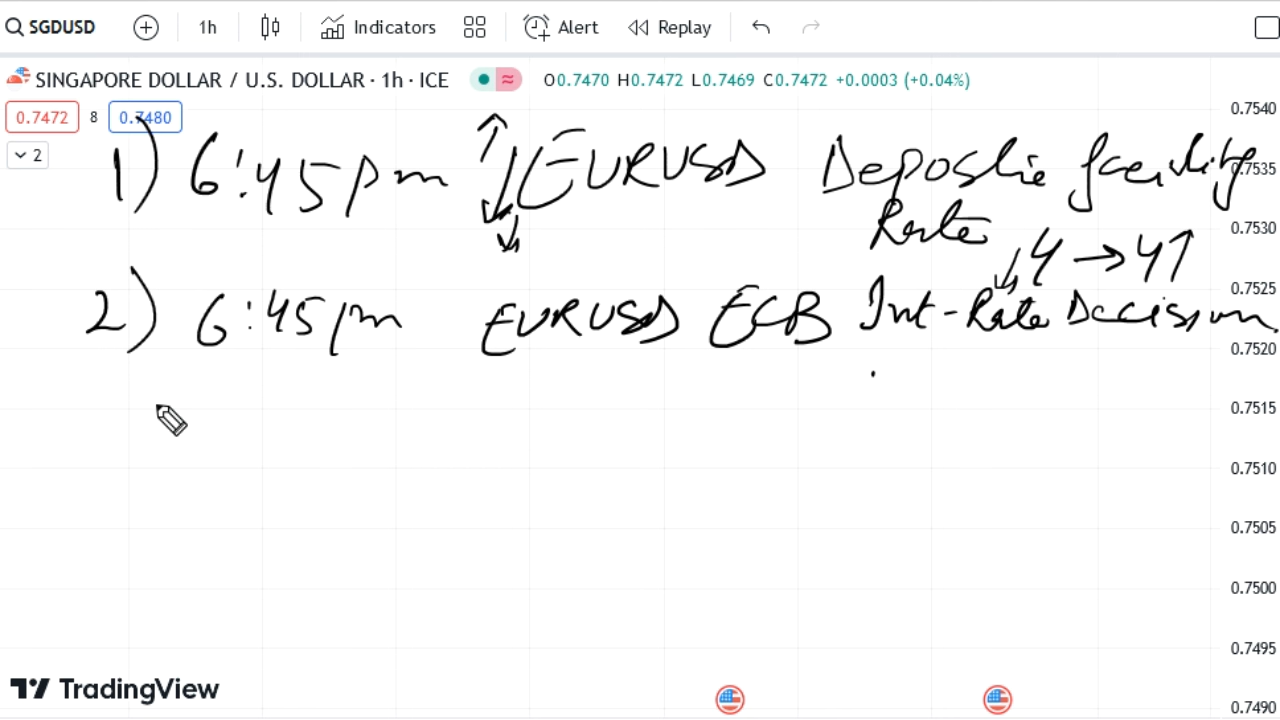 SGDUSD 1h Indicators Alert Replay
SINGAPORE DOLLAR / U.S. DOLLAR · 1h · ICE O0.7470 H0.7472 L0.7469 C0.7472 +0.0003 (+0.04%)
0.7472 8 0.7480
2
1) 6:45pm EURUSD Deposite facility
Rate
4 → 4
2) 6:45pm EURUSD ECB Int-Rate Decission
0.7540
0.7535
0.7530
0.7525
0.7520
0.7515
0.7510
0.7505
0.7500
0.7495
0.7490
TradingView